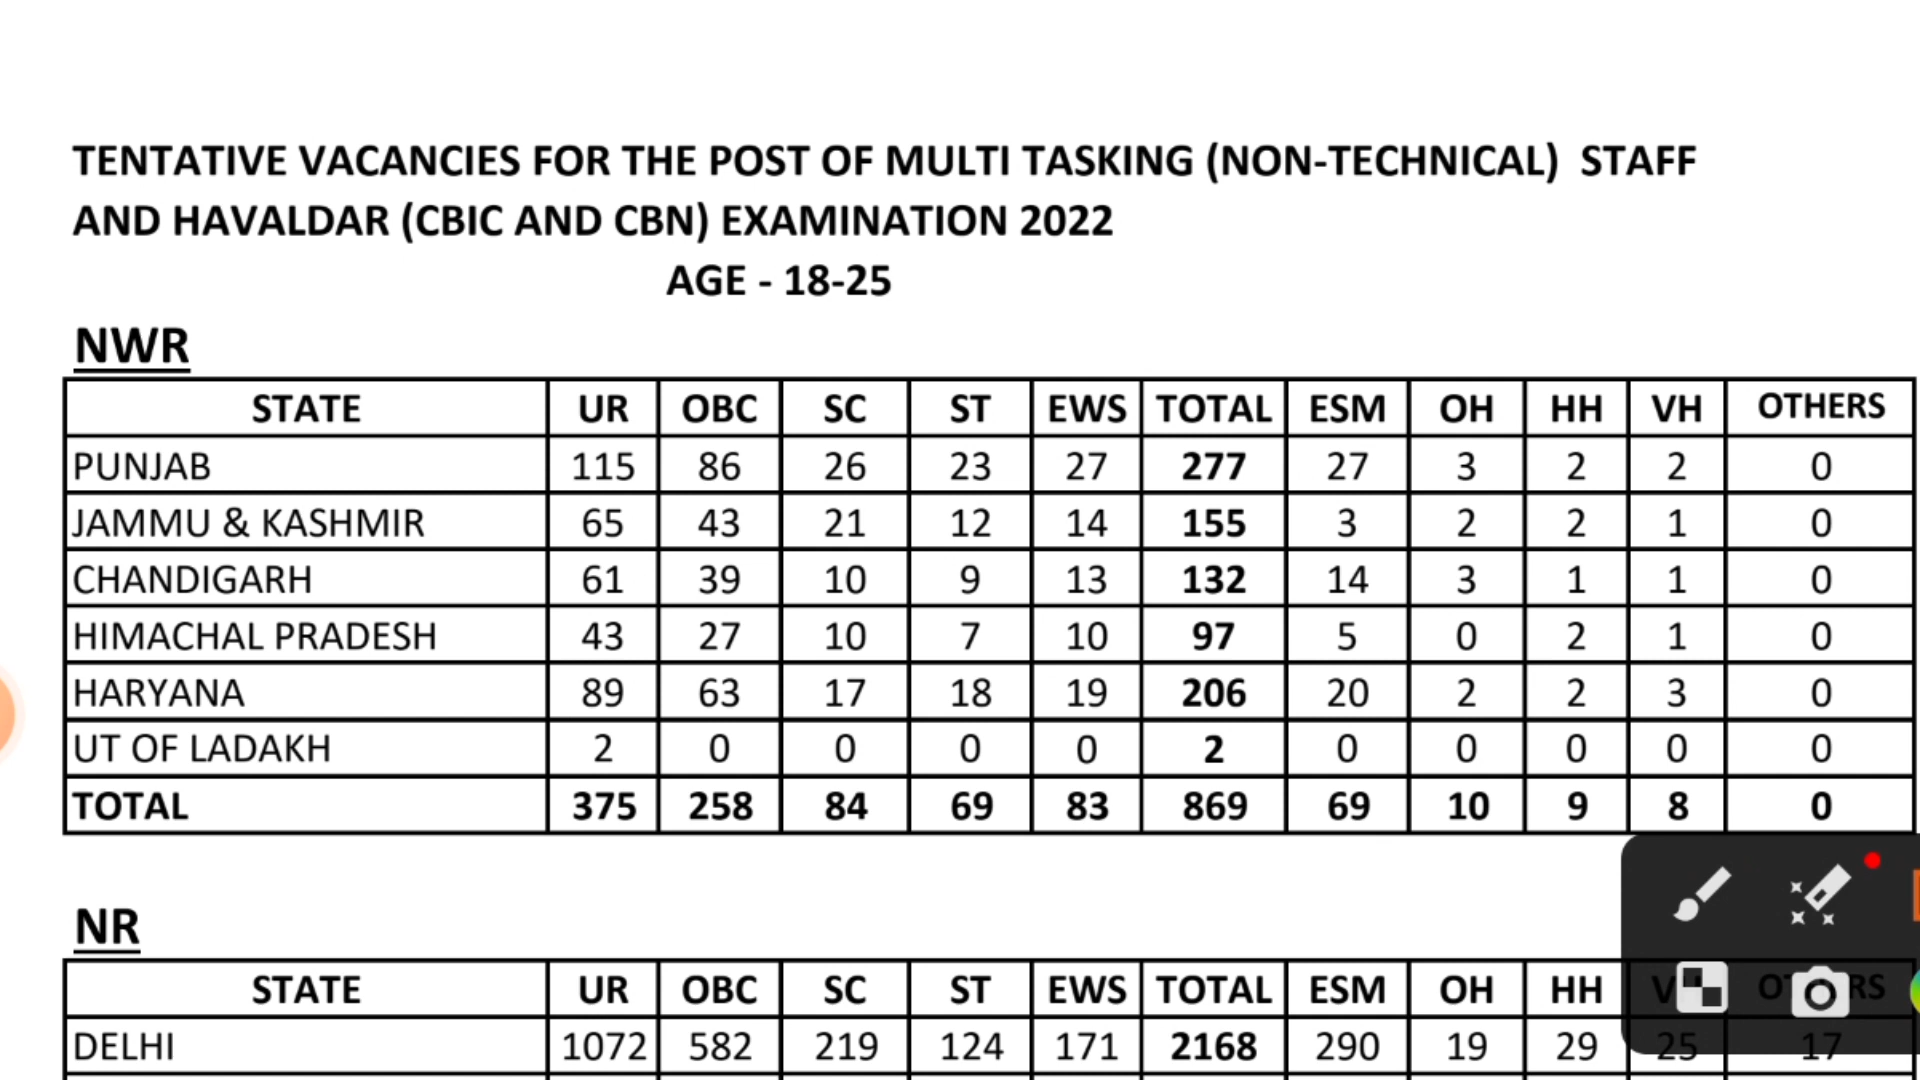 TENTATIVE VACANCIES FOR THE POST OF MULTI TASKING (NON-TECHNICAL) STAFF
AND HAVALDAR (CBIC AND CBN) EXAMINATION 2022
AGE - 18-25
NWR
STATE UR OBC SC ST EWS TOTAL ESM OH HH VH OTHERS
PUNJAB 115 86 26 23 27 277 27 3 2 2 0
JAMMU & KASHMIR 65 43 21 12 14 155 3 2 2 1 0
CHANDIGARH 61 39 10 9 13 132 14 3 1 1 0
HIMACHAL PRADESH 43 27 10 7 10 97 5 0 2 1 0
HARYANA 89 63 17 18 19 206 20 2 2 3 0
UT OF LADAKH 2 0 0 0 0 2 0 0 0 0 0
TOTAL 375 258 84 69 83 869 69 10 9 8 0
NR
STATE UR OBC SC ST EWS TOTAL ESM OH HH
DELHI 1072 582 219 124 171 2168 290 19 29 25 17